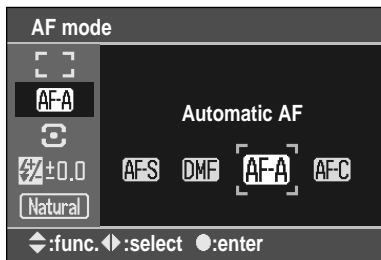 AF mode
AF-A
Automatic AF
±0.0
AF-S DMF AF-A AF-C
Natural
:func. :select :enter